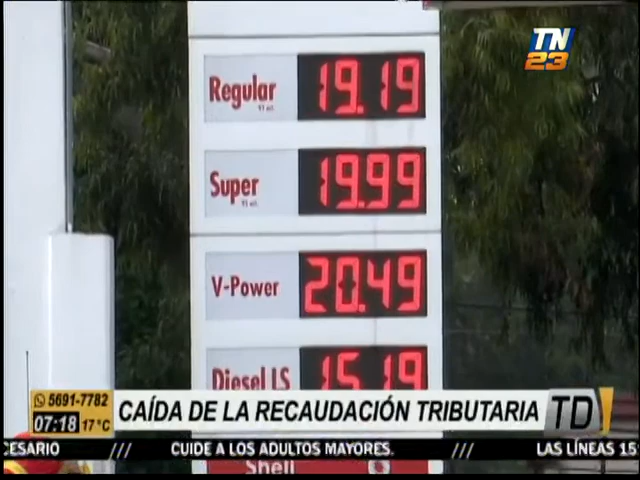 TN
23
Regular 19.19
Super 19.99
V-Power 20.49
Diesel LS 15.19
5691-7782
07:18 17°C
CAÍDA DE LA RECAUDACIÓN TRIBUTARIA
TD!
CESARIO /// CUIDE A LOS ADULTOS MAYORES. /// LAS LÍNEAS 15
Shell